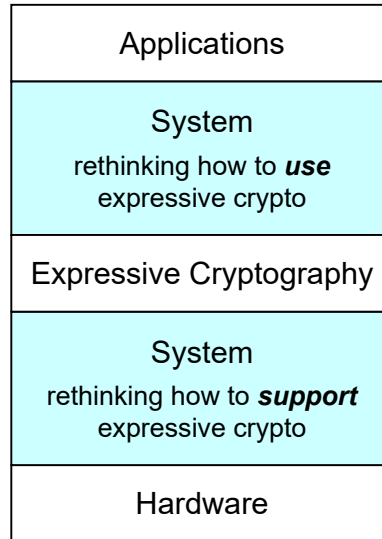 Applications
System
rethinking how to use
expressive crypto
Expressive Cryptography
System
rethinking how to support
expressive crypto
Hardware